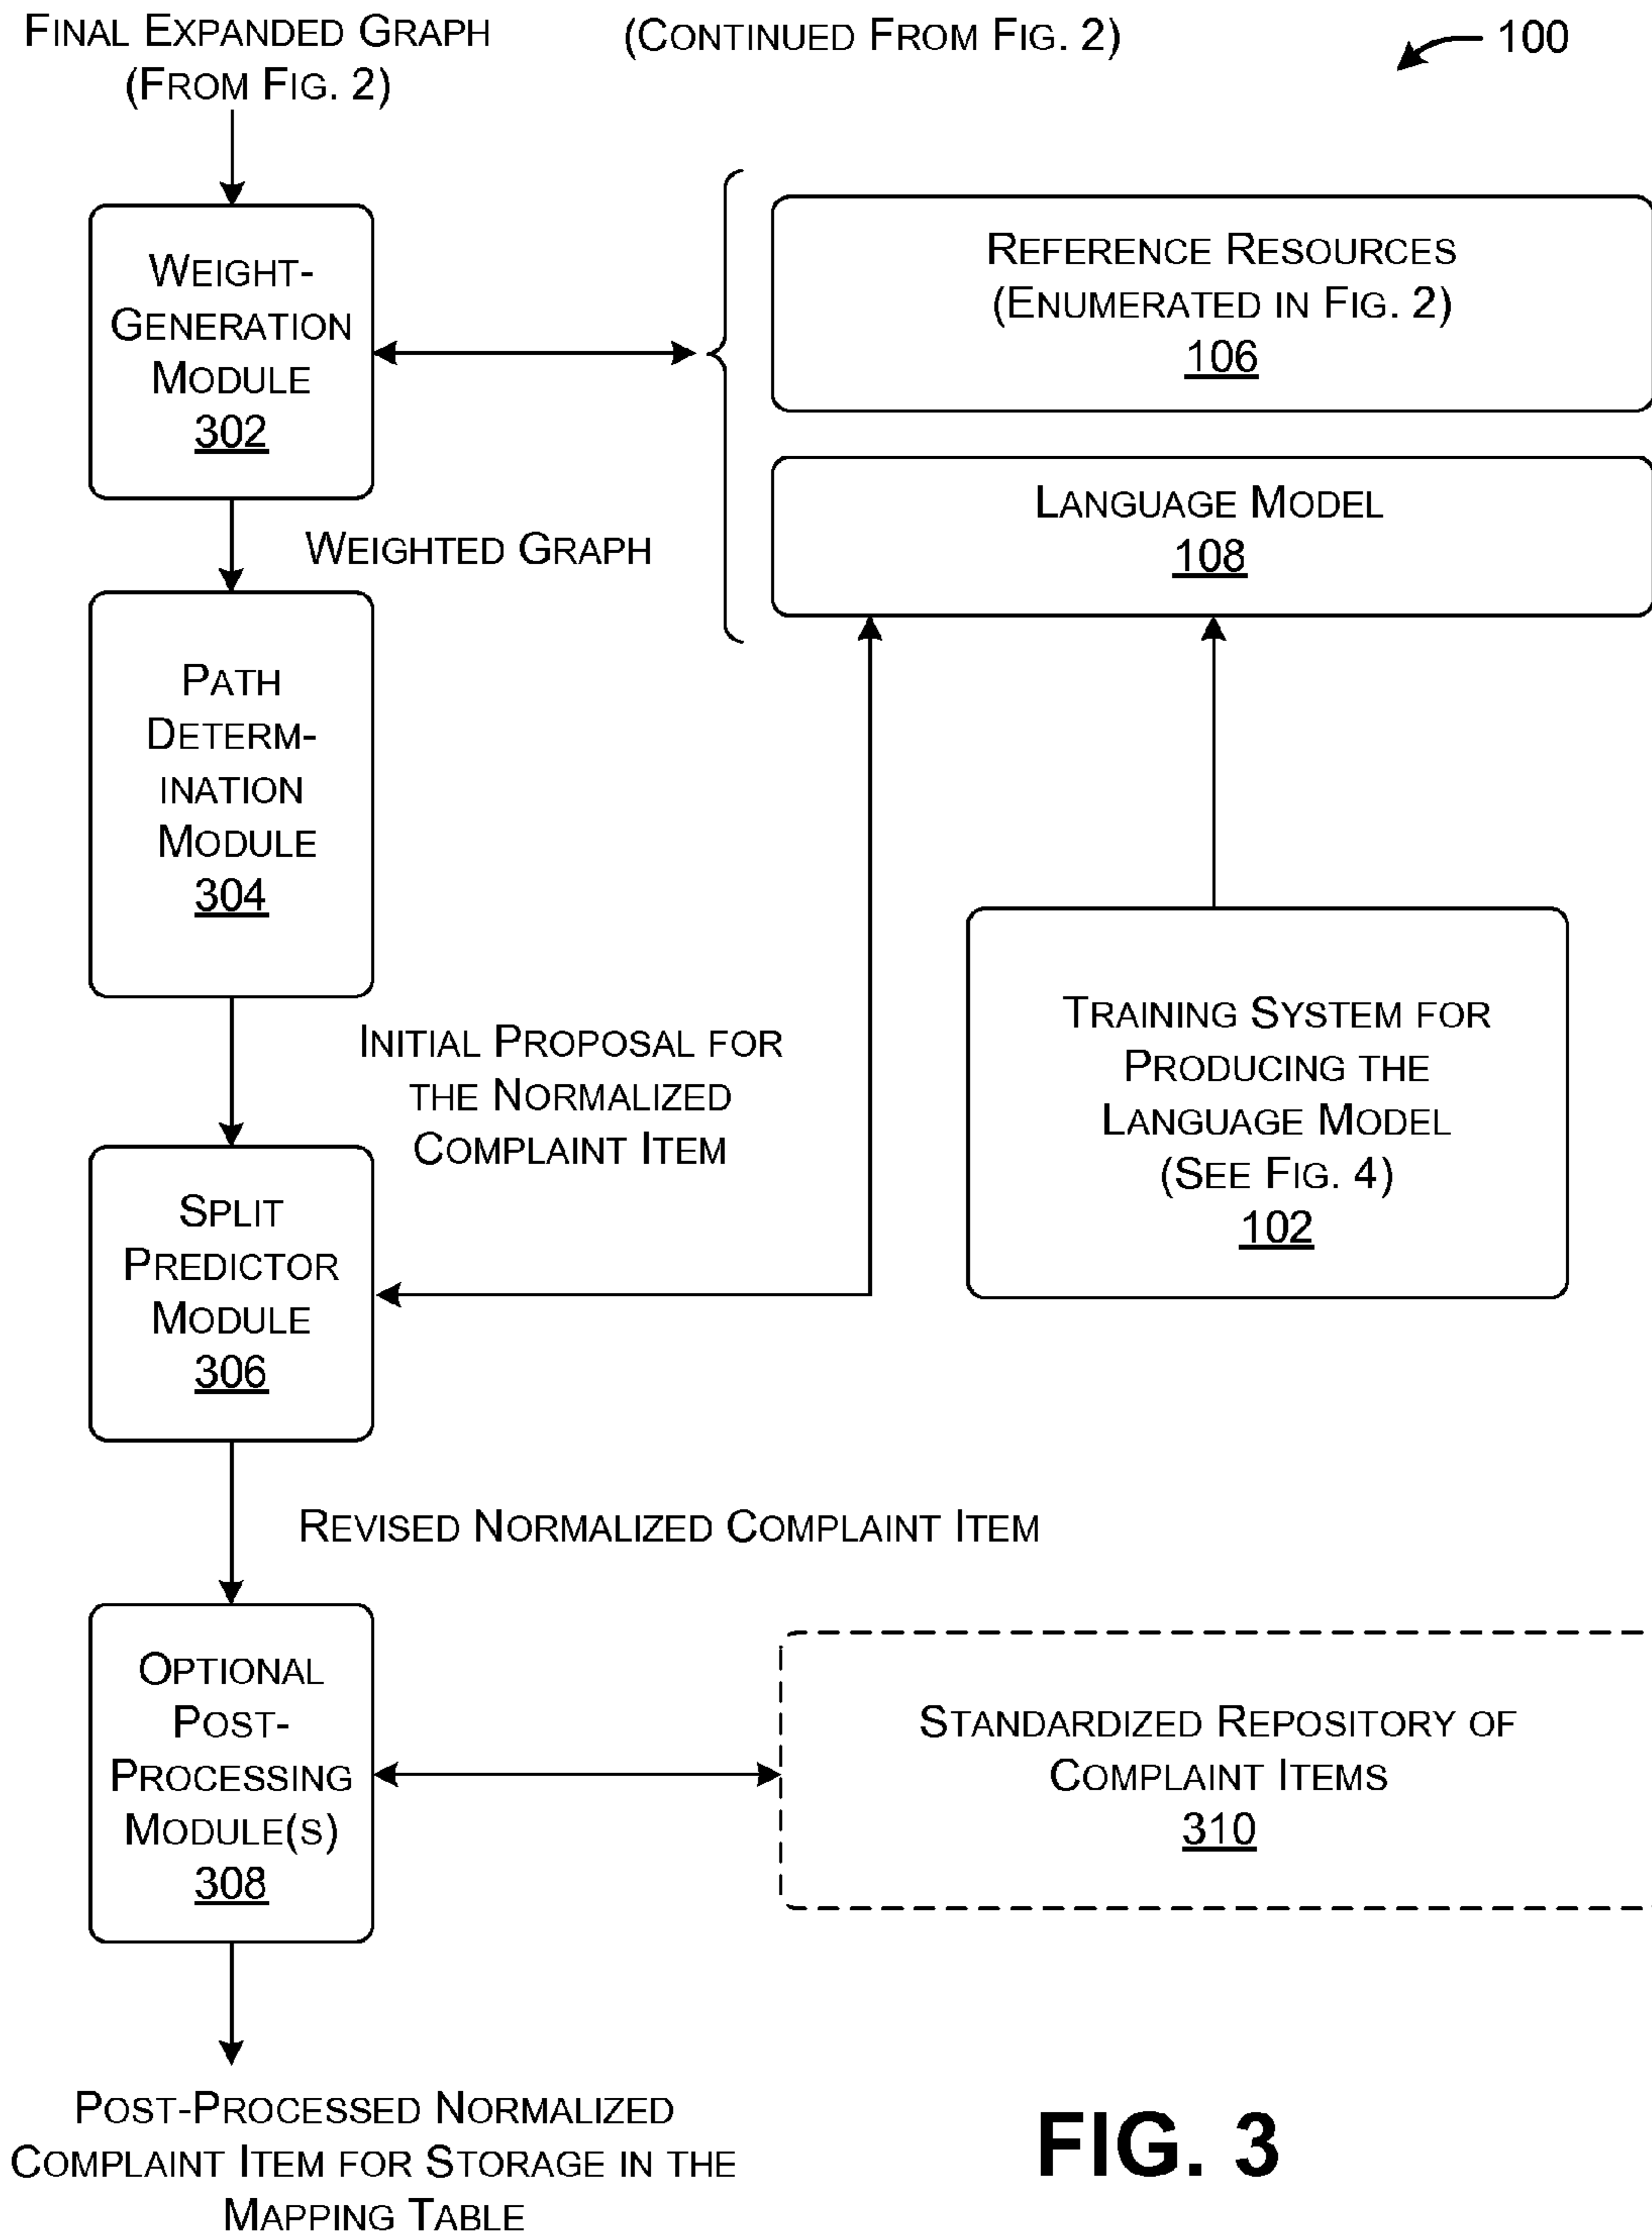 FINAL EXPANDED GRAPH
(FROM FIG. 2)
(CONTINUED FROM FIG. 2)
100
WEIGHT-
GENERATION
MODULE
302
REFERENCE RESOURCES
(ENUMERATED IN FIG. 2)
106
LANGUAGE MODEL
108
WEIGHTED GRAPH
PATH
DETERM-
INATION
MODULE
304
INITIAL PROPOSAL FOR
THE NORMALIZED
COMPLAINT ITEM
TRAINING SYSTEM FOR
PRODUCING THE
LANGUAGE MODEL
(SEE FIG. 4)
102
SPLIT
PREDICTOR
MODULE
306
REVISED NORMALIZED COMPLAINT ITEM
OPTIONAL
POST-
PROCESSING
MODULE(S)
308
STANDARDIZED REPOSITORY OF
COMPLAINT ITEMS
310
POST-PROCESSED NORMALIZED
COMPLAINT ITEM FOR STORAGE IN THE
MAPPING TABLE
FIG. 3